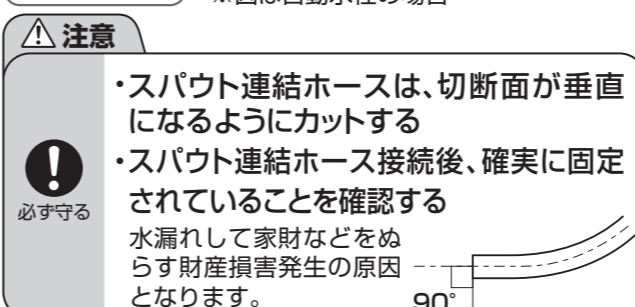 ※図は自動水栓の場合
注意
・スパウト連結ホースは、切断面が垂直
になるようにカットする
・スパウト連結ホース接続後、確実に固定
されていることを確認する
必ず守る
水漏れして家財などをぬ
らす財産損害発生の原因
となります。
90°